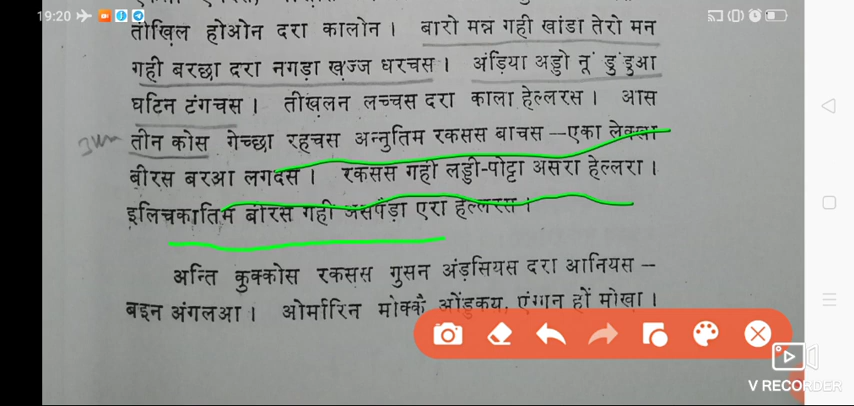 19:20
तीखिल होओन दरा कालोन । बारो मन्न गही खांडा तेरो मन
गही बरछा दरा नगड़ा खज्ज धरचस । अंड़िया अड्डो नूं डुंडुआ
घटिन टंगचस । तीखलन लच्चस दरा काला हेल्लरस । आस
तीन कोस गेच्छा रहचस अन्नुतिम रकसस बाचस — एका लेक्खा
बीरस बरआ लगदस । रकसस गही लड्डी-पोट्टा असरा हेल्लरा ।
इलिचकातिम बीरस गही एरा हेल्लरस ।
अन्ति कुक्कोस रकसस गुसन अंड़सियस दरा आनियस —
बइन अंगलआ । ओर्मारिन मोक्कै ओंडुकय, एंगान हों मोखा ।
V RECORDER